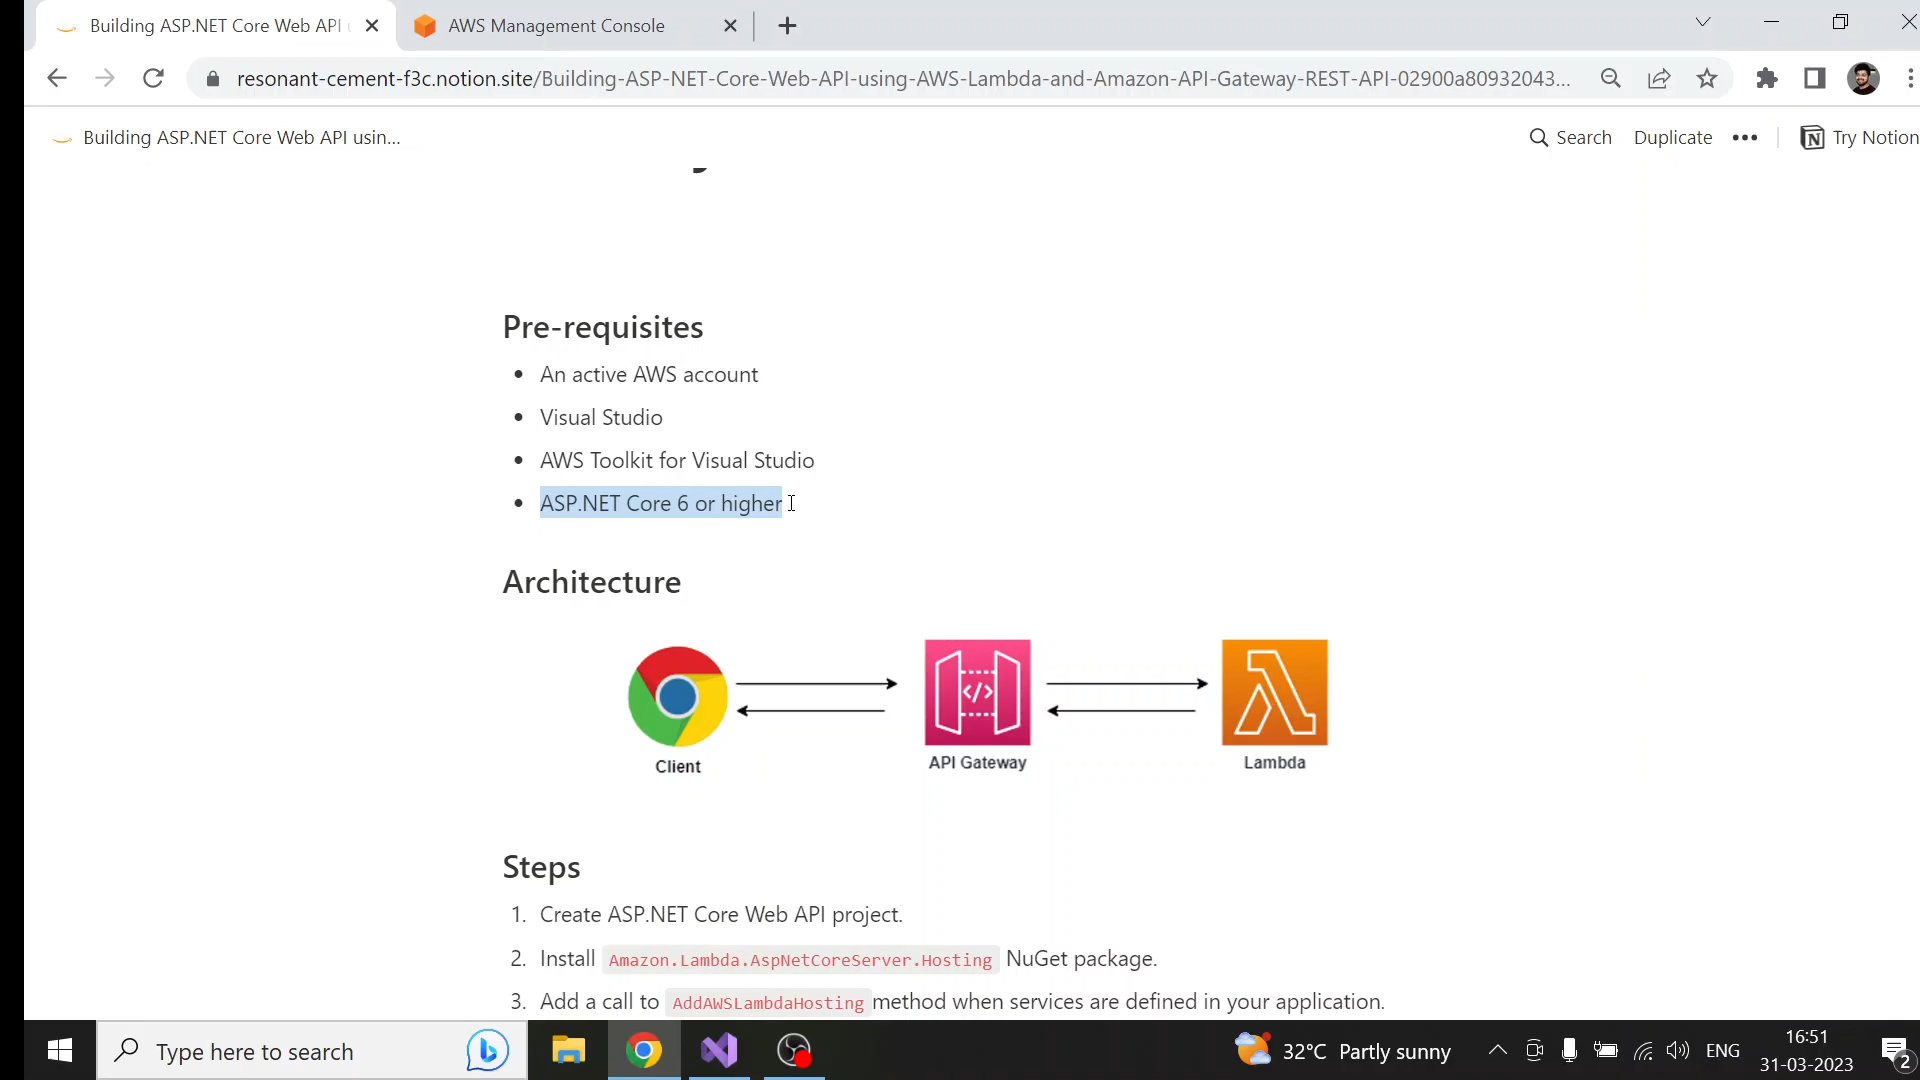 Building ASP.NET Core Web API
AWS Management Console
resonant-cement-f3c.notion.site/Building-ASP-NET-Core-Web-API-using-AWS-Lambda-and-Amazon-API-Gateway-REST-API-02900a80932043...
Building ASP.NET Core Web API usin...
Search
Duplicate
Try Notion
Pre-requisites
• An active AWS account
• Visual Studio
• AWS Toolkit for Visual Studio
• ASP.NET Core 6 or higher
Architecture
Client
API Gateway
Lambda
Steps
1. Create ASP.NET Core Web API project.
2. Install Amazon.Lambda.AspNetCoreServer.Hosting NuGet package.
3. Add a call to AddAWSLambdaHosting method when services are defined in your application.
Type here to search
32°C Partly sunny
ENG
16:51
31-03-2023
2